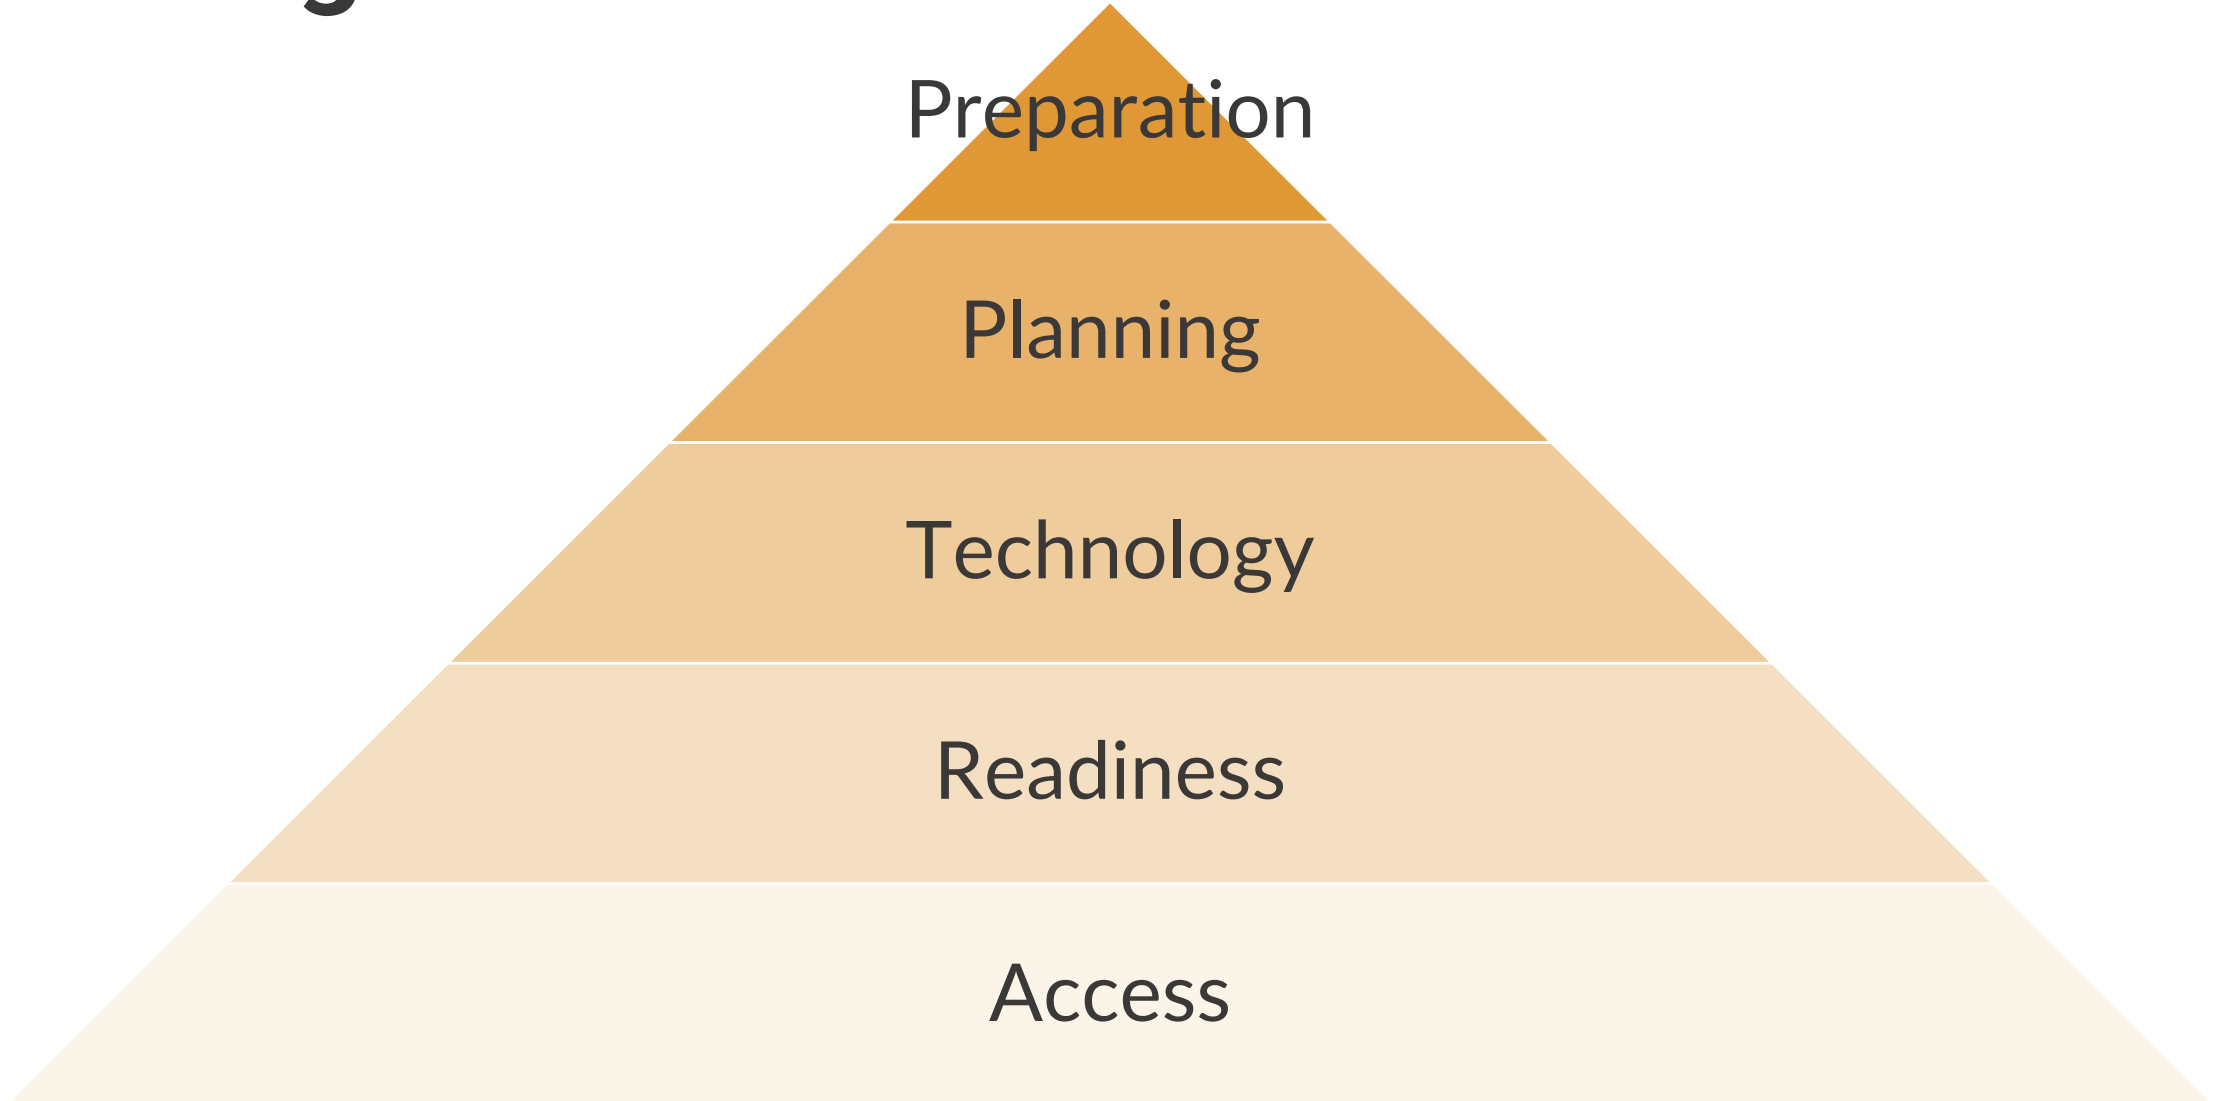 Preparation
Planning
Technology
Readiness
Access